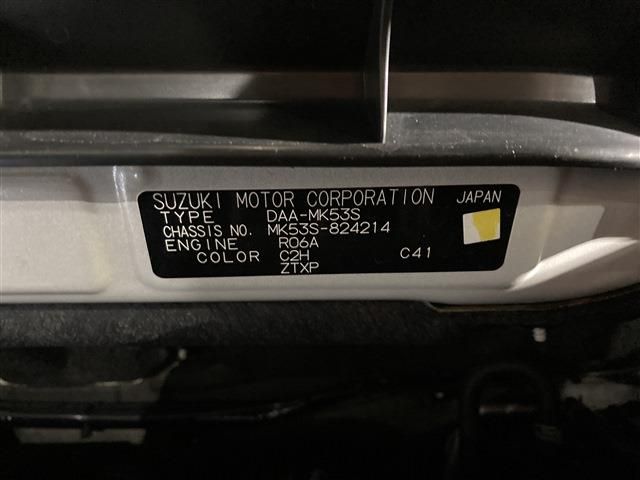 SUZUKI MOTOR CORPORATION JAPAN
TYPE DAA-MK53S
CHASSIS NO. MK53S-824214
ENGINE R06A
COLOR C2H C41
ZTXP